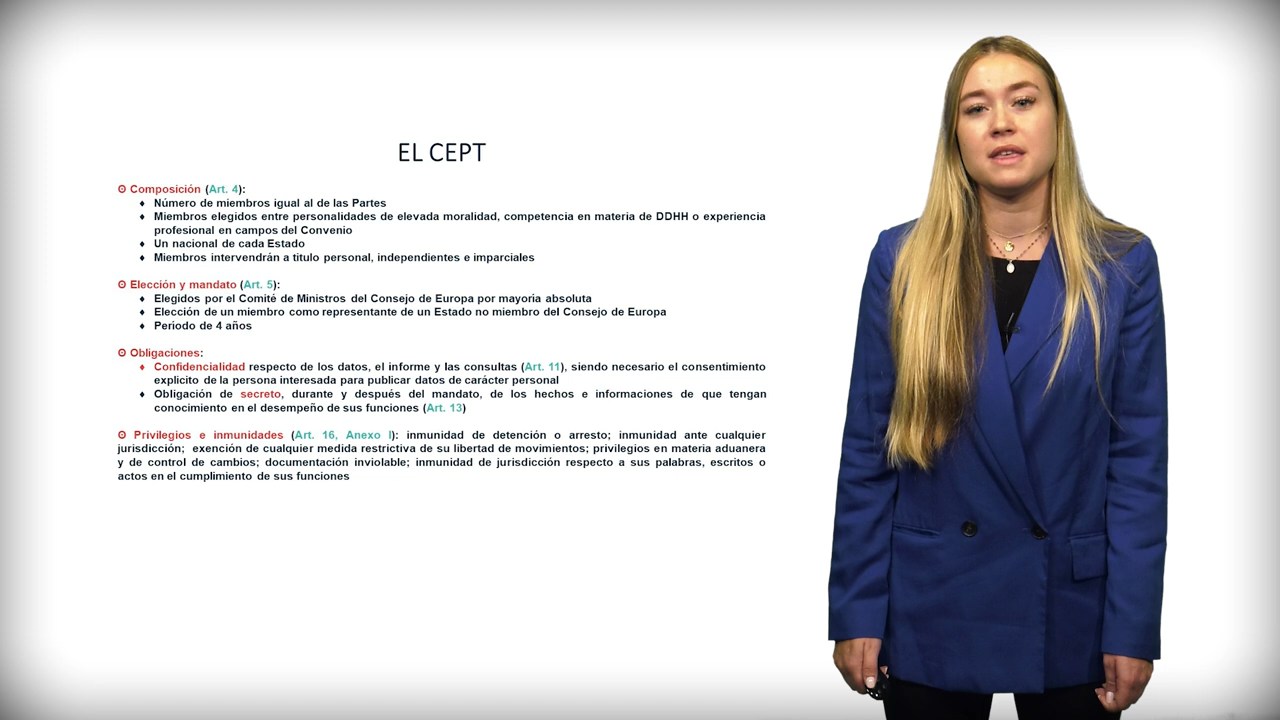 EL CEPT
ʘ Composición (Art. 4):
♦ Número de miembros igual al de las Partes
♦ Miembros elegidos entre personalidades de elevada moralidad, competencia en materia de DDHH o experiencia
profesional en campos del Convenio
♦ Un nacional de cada Estado
♦ Miembros intervendrán a titulo personal, independientes e imparciales
ʘ Elección y mandato (Art. 5):
♦ Elegidos por el Comité de Ministros del Consejo de Europa por mayoría absoluta
♦ Elección de un miembro como representante de un Estado no miembro del Consejo de Europa
♦ Periodo de 4 años
ʘ Obligaciones:
♦ Confidencialidad respecto de los datos, el informe y las consultas (Art. 11), siendo necesario el consentimiento
explicito de la persona interesada para publicar datos de carácter personal
♦ Obligación de secreto, durante y después del mandato, de los hechos e informaciones de que tengan
conocimiento en el desempeño de sus funciones (Art. 13)
ʘ Privilegios e inmunidades (Art. 16, Anexo I): inmunidad de detención o arresto; inmunidad ante cualquier
jurisdicción; exención de cualquier medida restrictiva de su libertad de movimientos; privilegios en materia aduanera
y de control de cambios; documentación inviolable; inmunidad de jurisdicción respecto a sus palabras, escritos o
actos en el cumplimiento de sus funciones